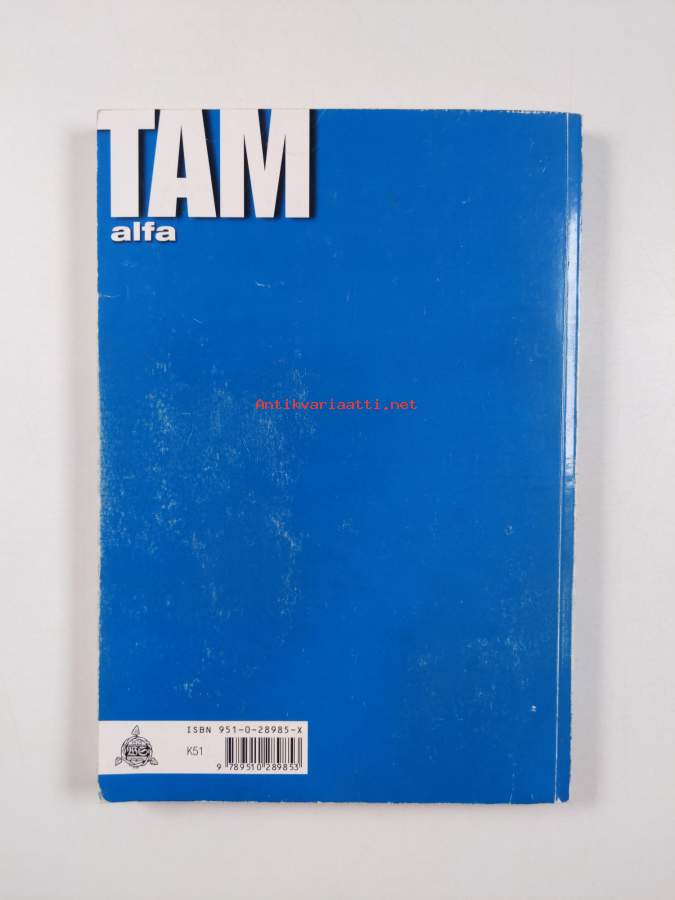 TAM
alfa
Antikvariaatti.net
ISBN 951-0-28985-X
K51
9 789510 289853